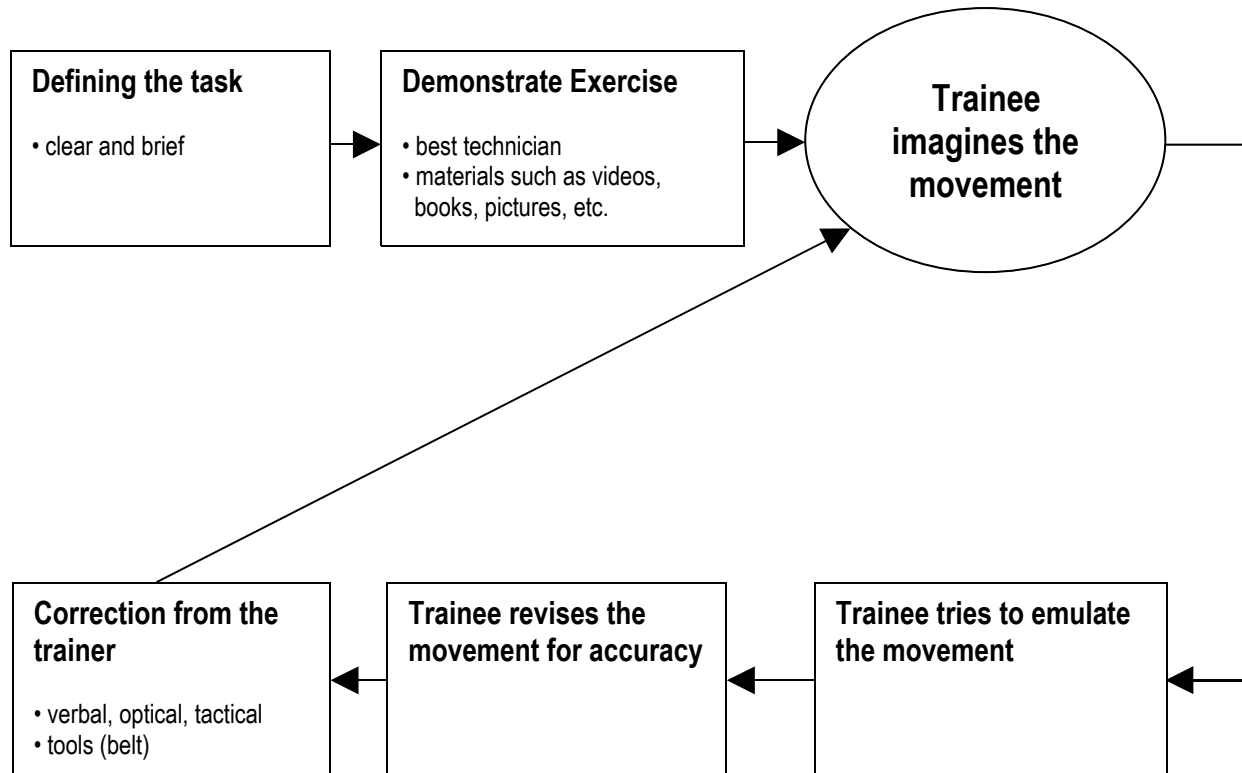 Defining the task
• clear and brief
Demonstrate Exercise
• best technician
• materials such as videos,
books, pictures, etc.
Trainee
imagines the
movement
Correction from the
trainer
• verbal, optical, tactical
• tools (belt)
Trainee revises the
movement for accuracy
Trainee tries to emulate
the movement